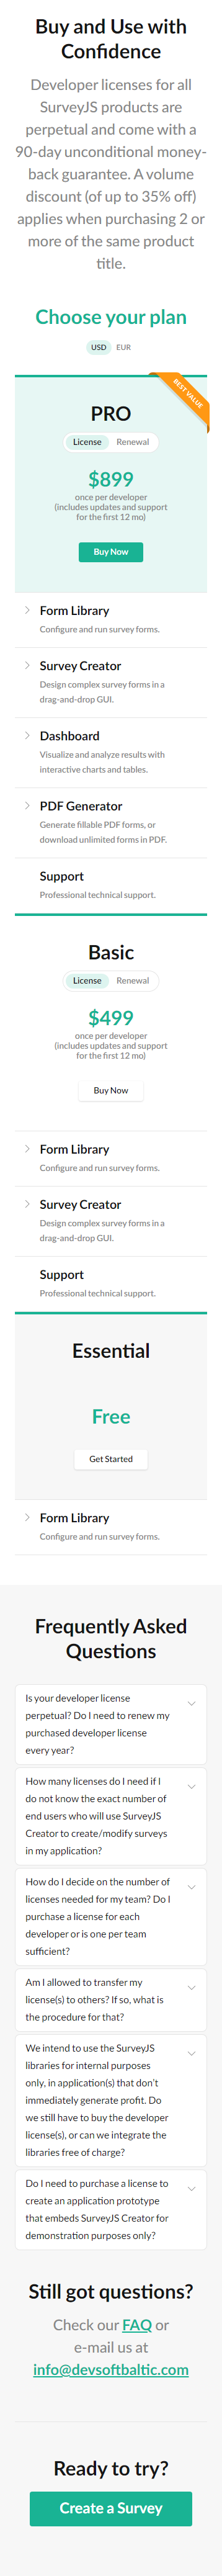 Buy and Use with
Confidence
Developer licenses for all
SurveyJS products are
perpetual and come with a
90-day unconditional money-
back guarantee. A volume
discount (of up to 35% off)
applies when purchasing 2 or
more of the same product
title.
Choose your plan
USD EUR
BEST VALUE
PRO
License Renewal
$899
once per developer
(includes updates and support
for the first 12 mo)
Buy Now
Form Library
Configure and run survey forms.
Survey Creator
Design complex survey forms in a
drag-and-drop GUI.
Dashboard
Visualize and analyze results with
interactive charts and tables.
PDF Generator
Generate fillable PDF forms, or
download unlimited forms in PDF.
Support
Professional technical support.
Basic
License Renewal
$499
once per developer
(includes updates and support
for the first 12 mo)
Buy Now
Form Library
Configure and run survey forms.
Survey Creator
Design complex survey forms in a
drag-and-drop GUI.
Support
Professional technical support.
Essential
Free
Get Started
Form Library
Configure and run survey forms.
Frequently Asked
Questions
Is your developer license
perpetual? Do I need to renew my
purchased developer license
every year?
How many licenses do I need if I
do not know the exact number of
end users who will use SurveyJS
Creator to create/modify surveys
in my application?
How do I decide on the number of
licenses needed for my team? Do I
purchase a license for each
developer or is one per team
sufficient?
Am I allowed to transfer my
license(s) to others? If so, what is
the procedure for that?
We intend to use the SurveyJS
libraries for internal purposes
only, in application(s) that don't
immediately generate profit. Do
we still have to buy the developer
license(s), or can we integrate the
libraries free of charge?
Do I need to purchase a license to
create an application prototype
that embeds SurveyJS Creator for
demonstration purposes only?
Still got questions?
Check our FAQ or
e-mail us at
info@devsoftbaltic.com
Ready to try?
Create a Survey